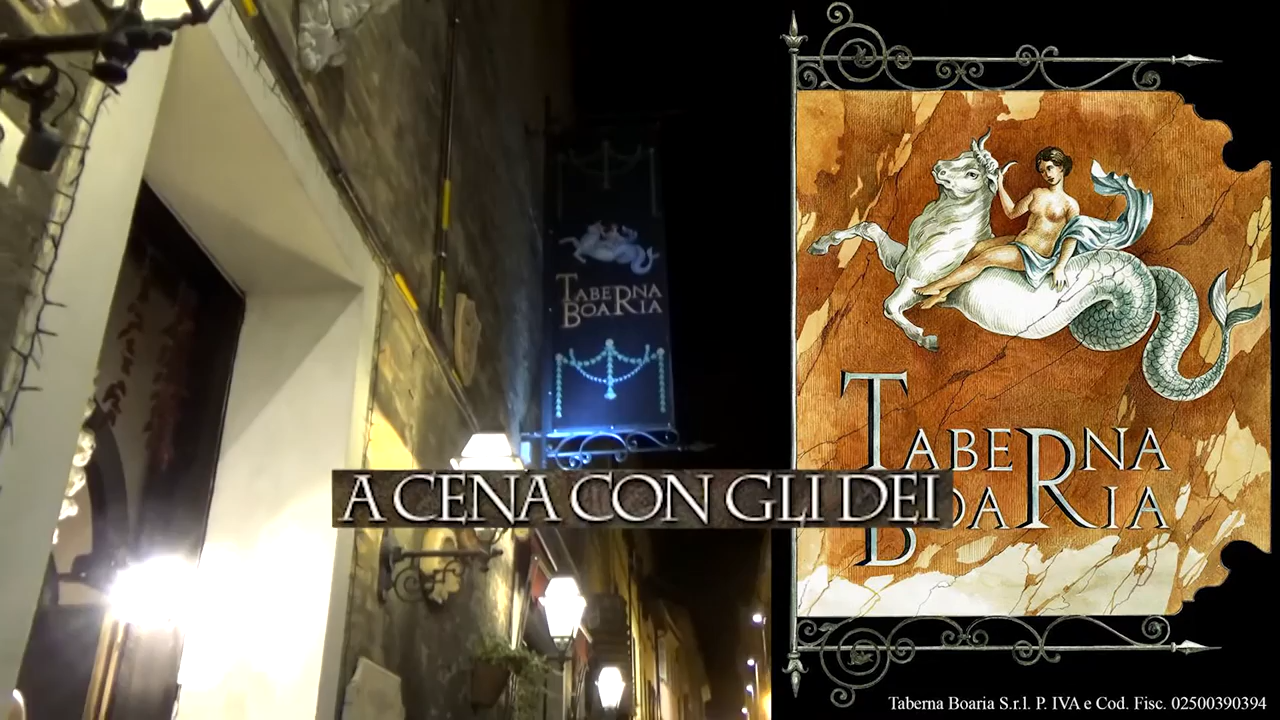 TABERNA
BOARIA
A CENA CON GLI DEI
TABERNA
BOARIA
Taberna Boaria S.r.l. P. IVA e Cod. Fisc. 02500390394